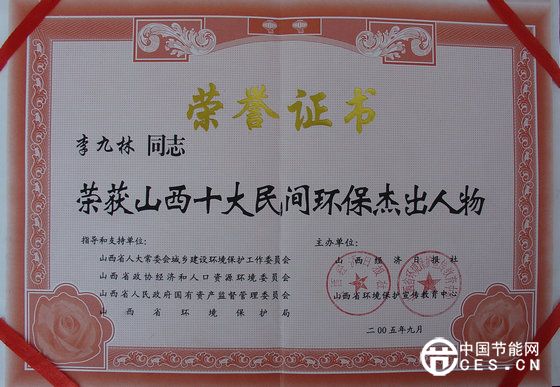 荣誉证书
李九林 同志
荣获山西十大民间环保杰出人物
指导和支持单位:
山西省人大常委会城乡建设环境保护工作委员会
山西省政协经济和人口资源环境委员会
山西省人民政府国有资产监督管理委员会
山西省环境保护局
主办单位:
山西经济日报社
山西省环境保护宣传教育中心
二00五年九月
中国节能网
CES.CN